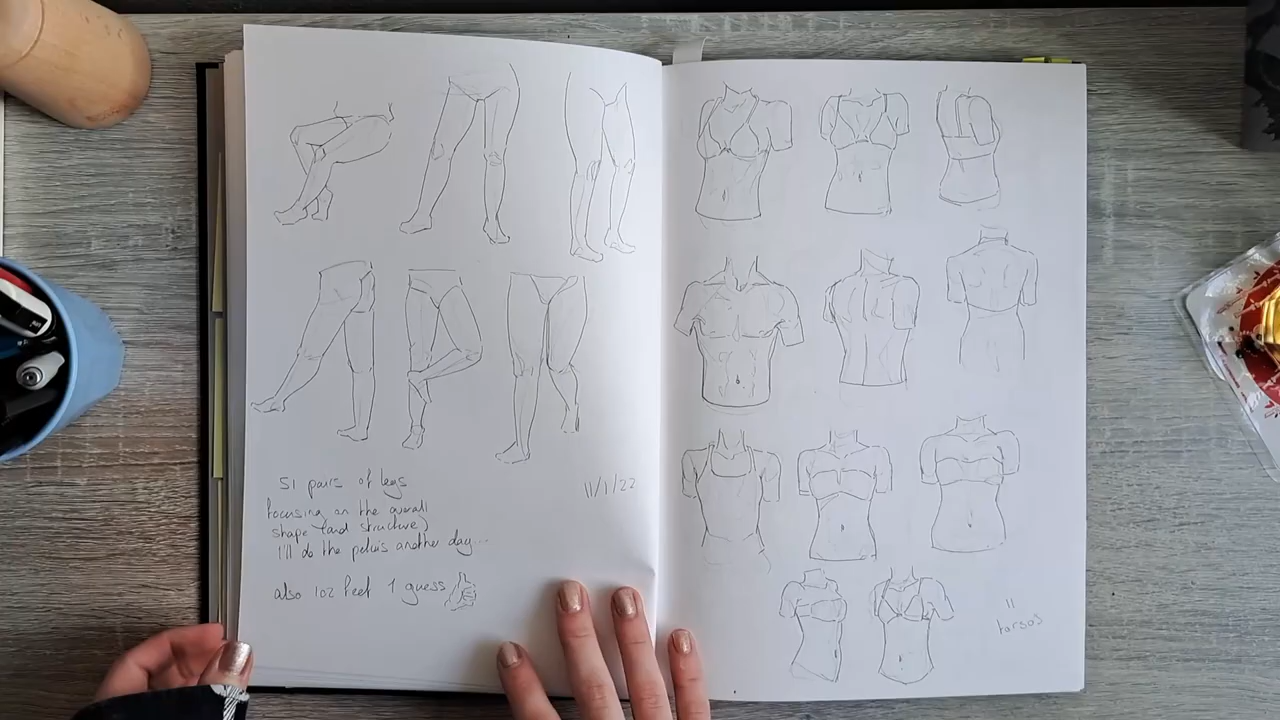 51 pairs of legs
11/1/22
focusing on the overall
shape (and structure)
I'll do the pelvis another day...
also 102 feet I guess
11
torsos